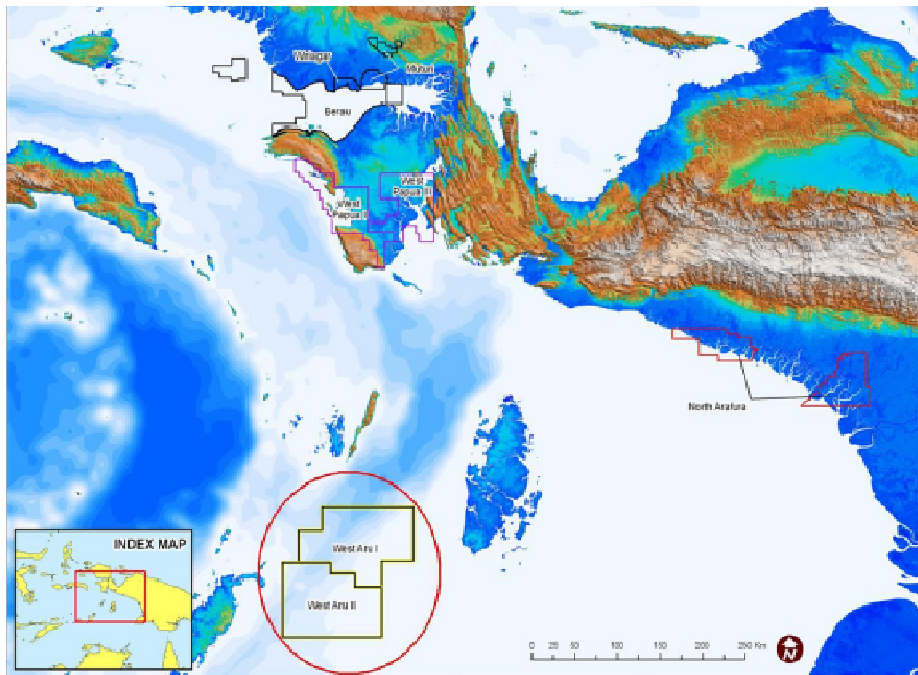 Wiriagar
Muturi
Berau
West
Papua III
West
Papua II
North Arafura
West Aru I
West Aru II
INDEX MAP
0 25 50 100 150 200 250 Km
N